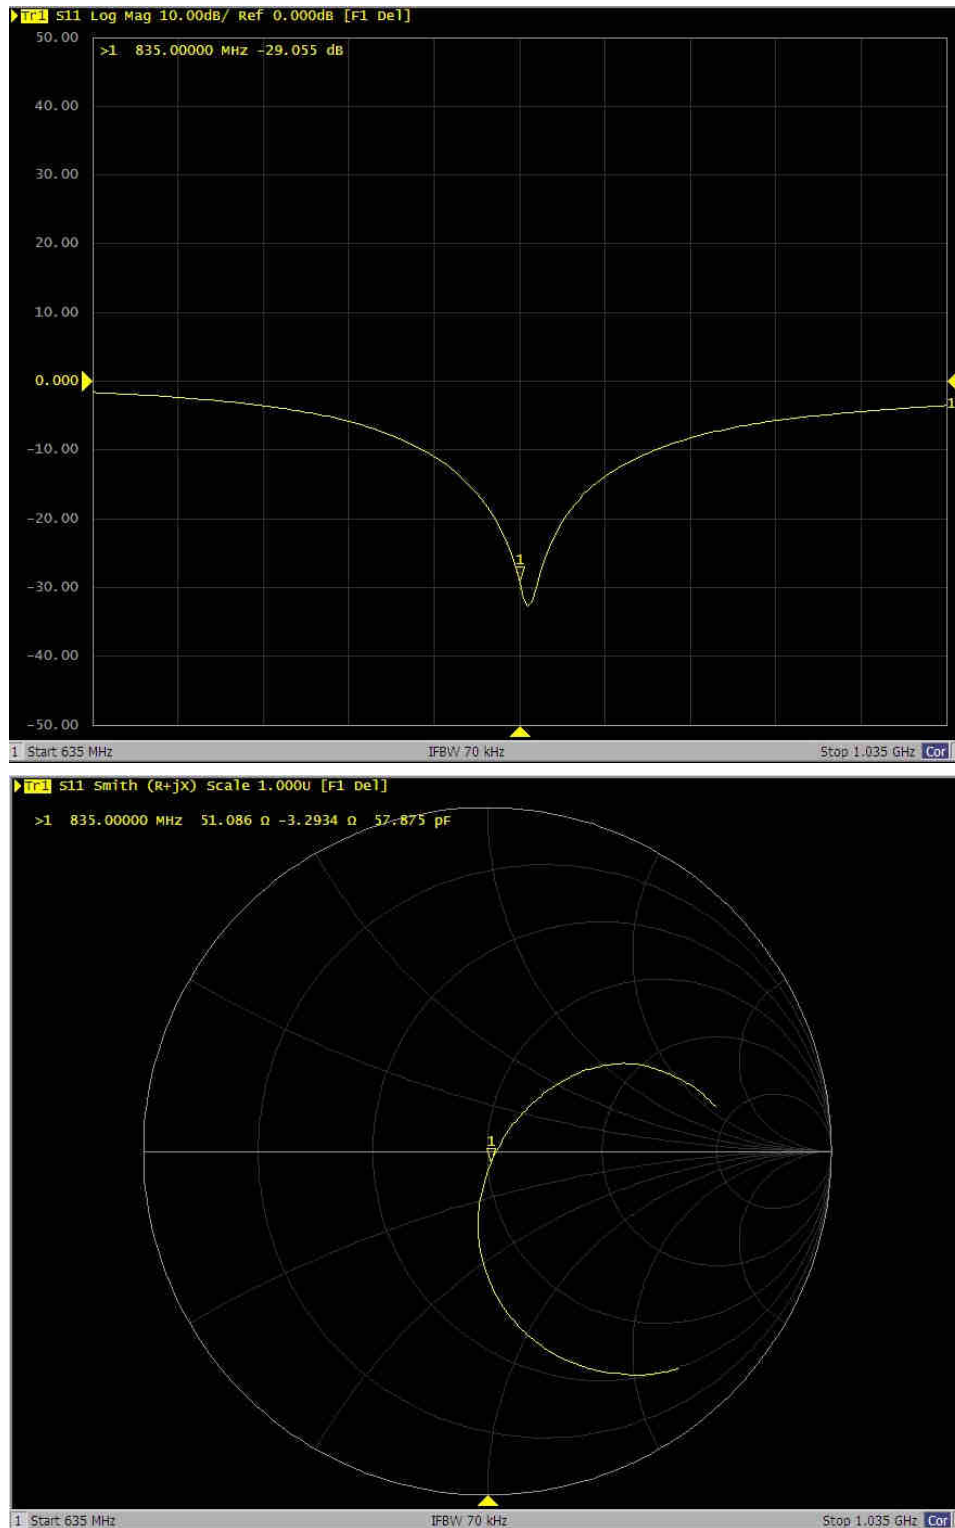 Tr1 S11 Log Mag 10.00dB/ Ref 0.000dB [F1 Del]
50.00
>1 835.00000 MHz -29.055 dB
40.00
30.00
20.00
10.00
0.000
1
-10.00
-20.00
1
-30.00
-40.00
-50.00
1 Start 635 MHz IFBW 70 kHz Stop 1.035 GHz Cor
Tr1 S11 Smith (R+jX) Scale 1.000U [F1 Del]
>1 835.00000 MHz 51.086 Ω -3.2934 Ω 57.875 pF
1
1 Start 635 MHz IFBW 70 kHz Stop 1.035 GHz Cor